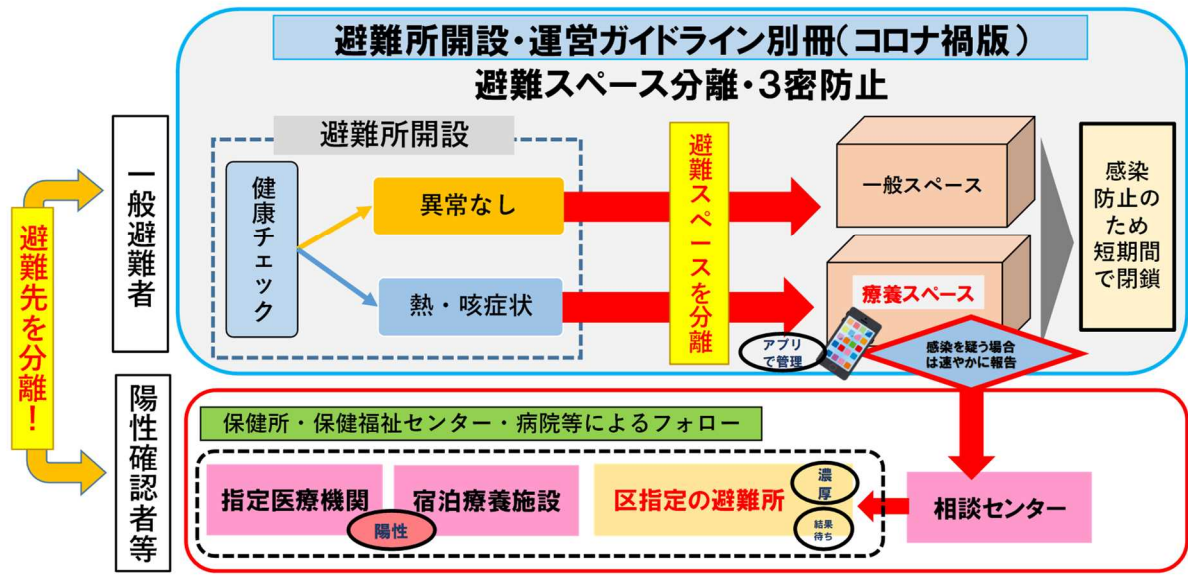 避難所開設・運営ガイドライン別冊（コロナ禍版）
避難スペース分離・３密防止
避難先を分離！
一般避難者
避難所開設
健康チェック
異常なし
熱・咳症状
避難スペースを分離
一般スペース
療養スペース
アプリ
で管理
感染を疑う場合
は速やかに報告
感染
防止の
ため
短期間
で閉鎖
陽性確認者等
保健所・保健福祉センター・病院等によるフォロー
指定医療機関
宿泊療養施設
陽性
区指定の避難所
濃
厚
結果
待ち
相談センター